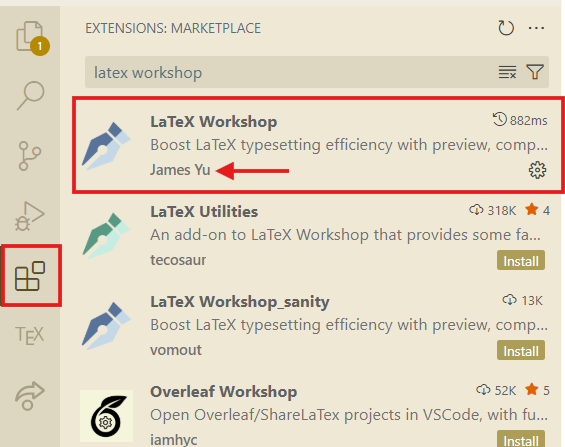 EXTENSIONS: MARKETPLACE
1
latex workshop
LaTeX Workshop 882ms
Boost LaTeX typesetting efficiency with preview, comp...
James Yu
LaTeX Utilities 318K 4
An add-on to LaTeX Workshop that provides some fa...
tecosaur Install
LaTeX Workshop_sanity 13K
Boost LaTeX typesetting efficiency with preview, comp...
vomout Install
TEX
Overleaf Workshop 52K 5
Open Overleaf/ShareLaTex projects in VSCode, with fu...
iamhyc Install